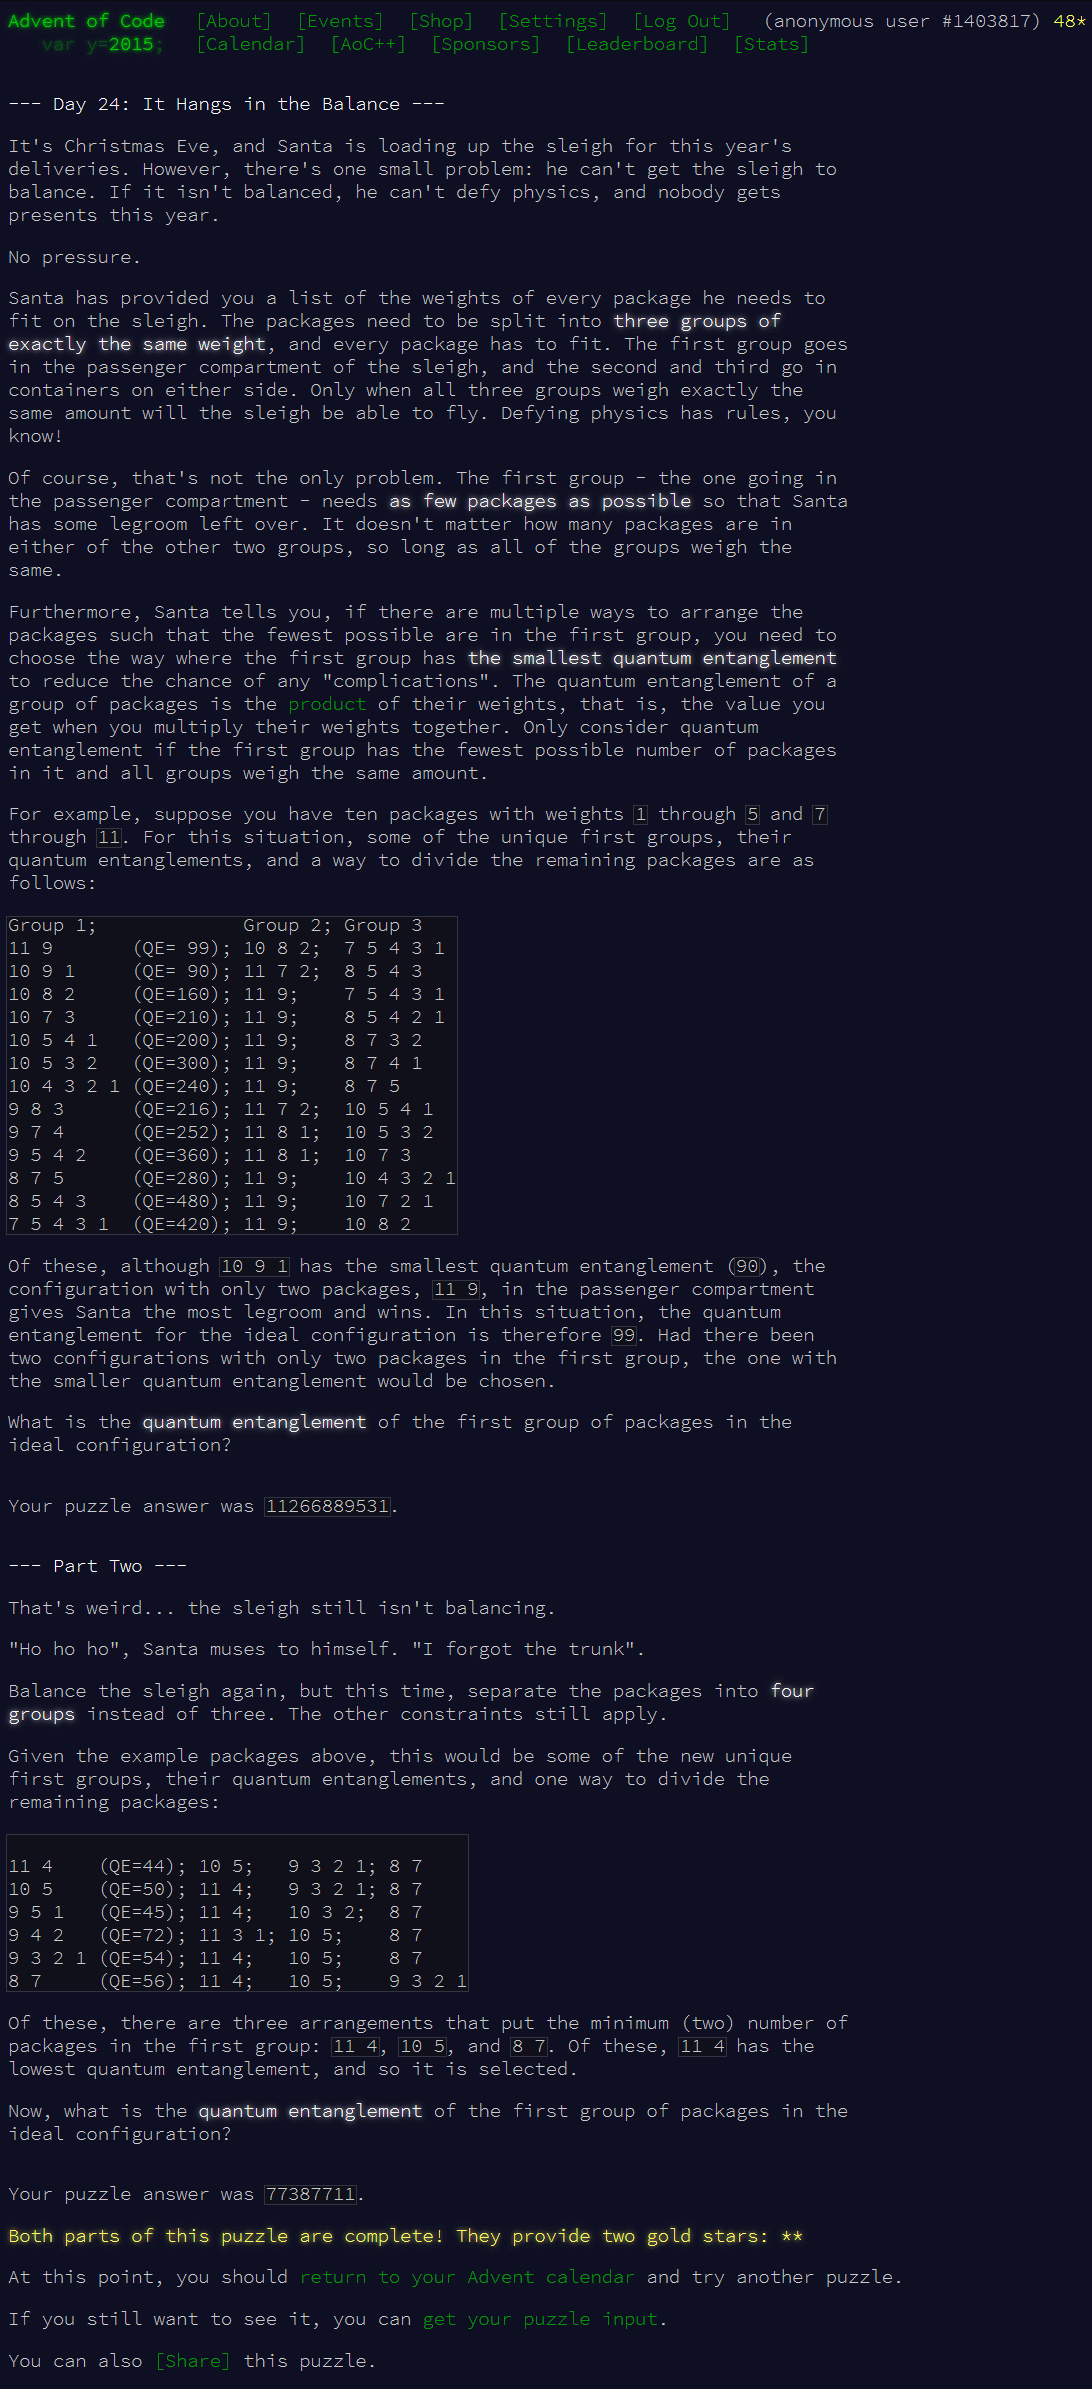 Advent of Code [About] [Events] [Shop] [Settings] [Log Out] (anonymous user #1403817) 48*
var y=2015; [Calendar] [AoC++] [Sponsors] [Leaderboard] [Stats]
--- Day 24: It Hangs in the Balance ---
It's Christmas Eve, and Santa is loading up the sleigh for this year's
deliveries. However, there's one small problem: he can't get the sleigh to
balance. If it isn't balanced, he can't defy physics, and nobody gets
presents this year.
No pressure.
Santa has provided you a list of the weights of every package he needs to
fit on the sleigh. The packages need to be split into three groups of
exactly the same weight, and every package has to fit. The first group goes
in the passenger compartment of the sleigh, and the second and third go in
containers on either side. Only when all three groups weigh exactly the
same amount will the sleigh be able to fly. Defying physics has rules, you
know!
Of course, that's not the only problem. The first group - the one going in
the passenger compartment - needs as few packages as possible so that Santa
has some legroom left over. It doesn't matter how many packages are in
either of the other two groups, so long as all of the groups weigh the
same.
Furthermore, Santa tells you, if there are multiple ways to arrange the
packages such that the fewest possible are in the first group, you need to
choose the way where the first group has the smallest quantum entanglement
to reduce the chance of any "complications". The quantum entanglement of a
group of packages is the product of their weights, that is, the value you
get when you multiply their weights together. Only consider quantum
entanglement if the first group has the fewest possible number of packages
in it and all groups weigh the same amount.
For example, suppose you have ten packages with weights 1 through 5 and 7
through 11. For this situation, some of the unique first groups, their
quantum entanglements, and a way to divide the remaining packages are as
follows:
Group 1;             Group 2; Group 3
11 9       (QE= 99); 10 8 2;  7 5 4 3 1
10 9 1     (QE= 90); 11 7 2;  8 5 4 3
10 8 2     (QE=160); 11 9;    7 5 4 3 1
10 7 3     (QE=210); 11 9;    8 5 4 2 1
10 5 4 1   (QE=200); 11 9;    8 7 3 2
10 5 3 2   (QE=300); 11 9;    8 7 4 1
10 4 3 2 1 (QE=240); 11 9;    8 7 5
9 8 3      (QE=216); 11 7 2;  10 5 4 1
9 7 4      (QE=252); 11 8 1;  10 5 3 2
9 5 4 2    (QE=360); 11 8 1;  10 7 3
8 7 5      (QE=280); 11 9;    10 4 3 2 1
8 5 4 3    (QE=480); 11 9;    10 7 2 1
7 5 4 3 1  (QE=420); 11 9;    10 8 2
Of these, although 10 9 1 has the smallest quantum entanglement (90), the
configuration with only two packages, 11 9, in the passenger compartment
gives Santa the most legroom and wins. In this situation, the quantum
entanglement for the ideal configuration is therefore 99. Had there been
two configurations with only two packages in the first group, the one with
the smaller quantum entanglement would be chosen.
What is the quantum entanglement of the first group of packages in the
ideal configuration?
Your puzzle answer was 11266889531.
--- Part Two ---
That's weird... the sleigh still isn't balancing.
"Ho ho ho", Santa muses to himself. "I forgot the trunk".
Balance the sleigh again, but this time, separate the packages into four
groups instead of three. The other constraints still apply.
Given the example packages above, this would be some of the new unique
first groups, their quantum entanglements, and one way to divide the
remaining packages:
11 4    (QE=44); 10 5;   9 3 2 1; 8 7
10 5    (QE=50); 11 4;   9 3 2 1; 8 7
9 5 1   (QE=45); 11 4;   10 3 2;  8 7
9 4 2   (QE=72); 11 3 1; 10 5;    8 7
9 3 2 1 (QE=54); 11 4;   10 5;    8 7
8 7     (QE=56); 11 4;   10 5;    9 3 2 1
Of these, there are three arrangements that put the minimum (two) number of
packages in the first group: 11 4, 10 5, and 8 7. Of these, 11 4 has the
lowest quantum entanglement, and so it is selected.
Now, what is the quantum entanglement of the first group of packages in the
ideal configuration?
Your puzzle answer was 77387711.
Both parts of this puzzle are complete! They provide two gold stars: **
At this point, you should return to your Advent calendar and try another puzzle.
If you still want to see it, you can get your puzzle input.
You can also [Share] this puzzle.